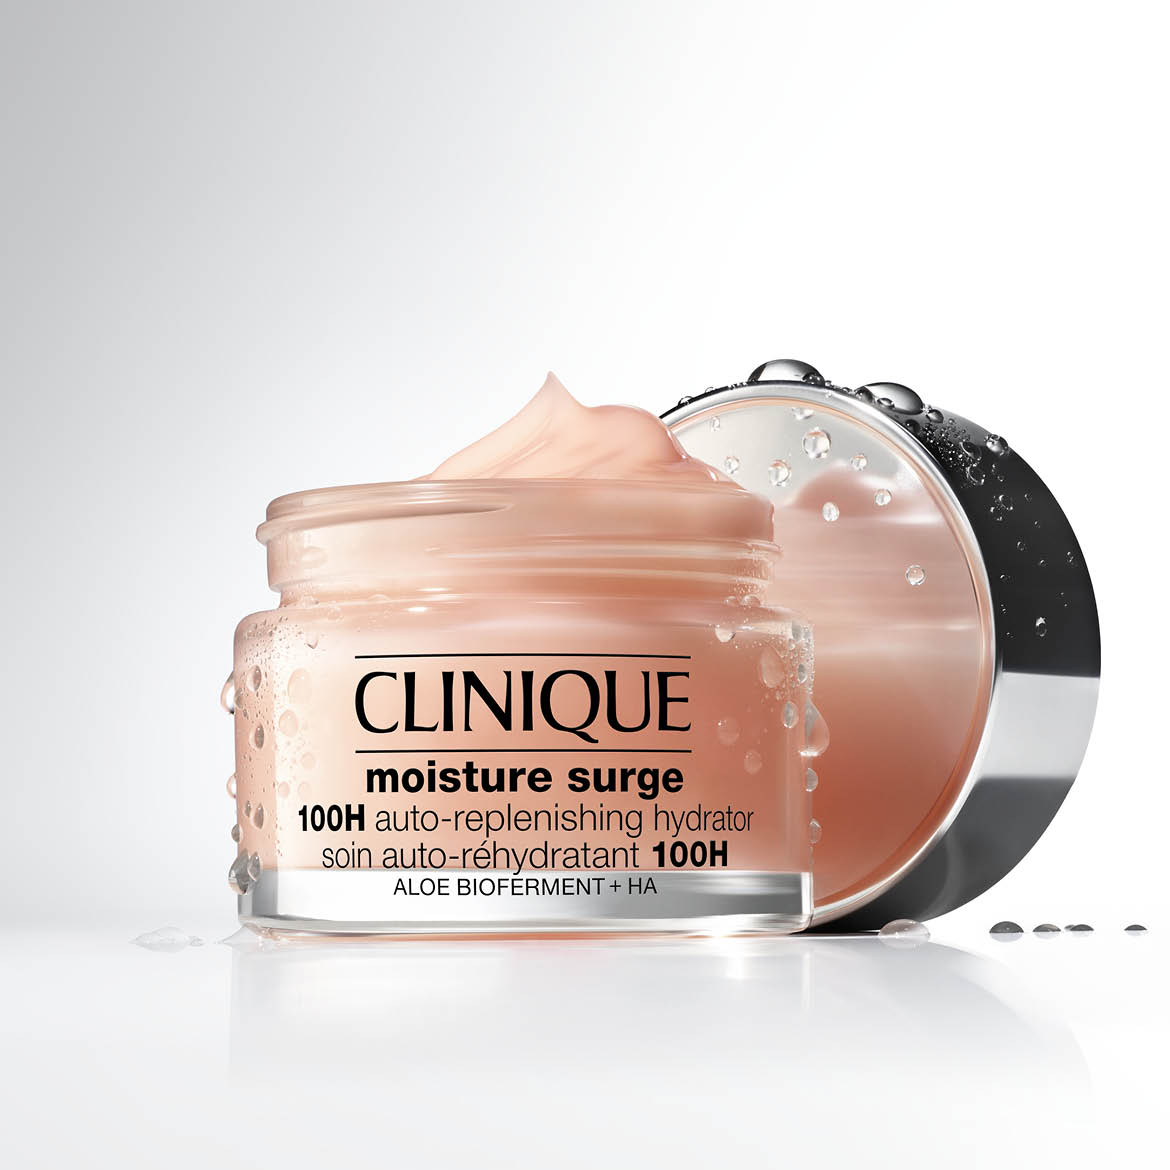 CLINIQUE
moisture surge
100H auto-replenishing hydrator
soin auto-réhydratant 100H
ALOE BIOFERMENT + HA